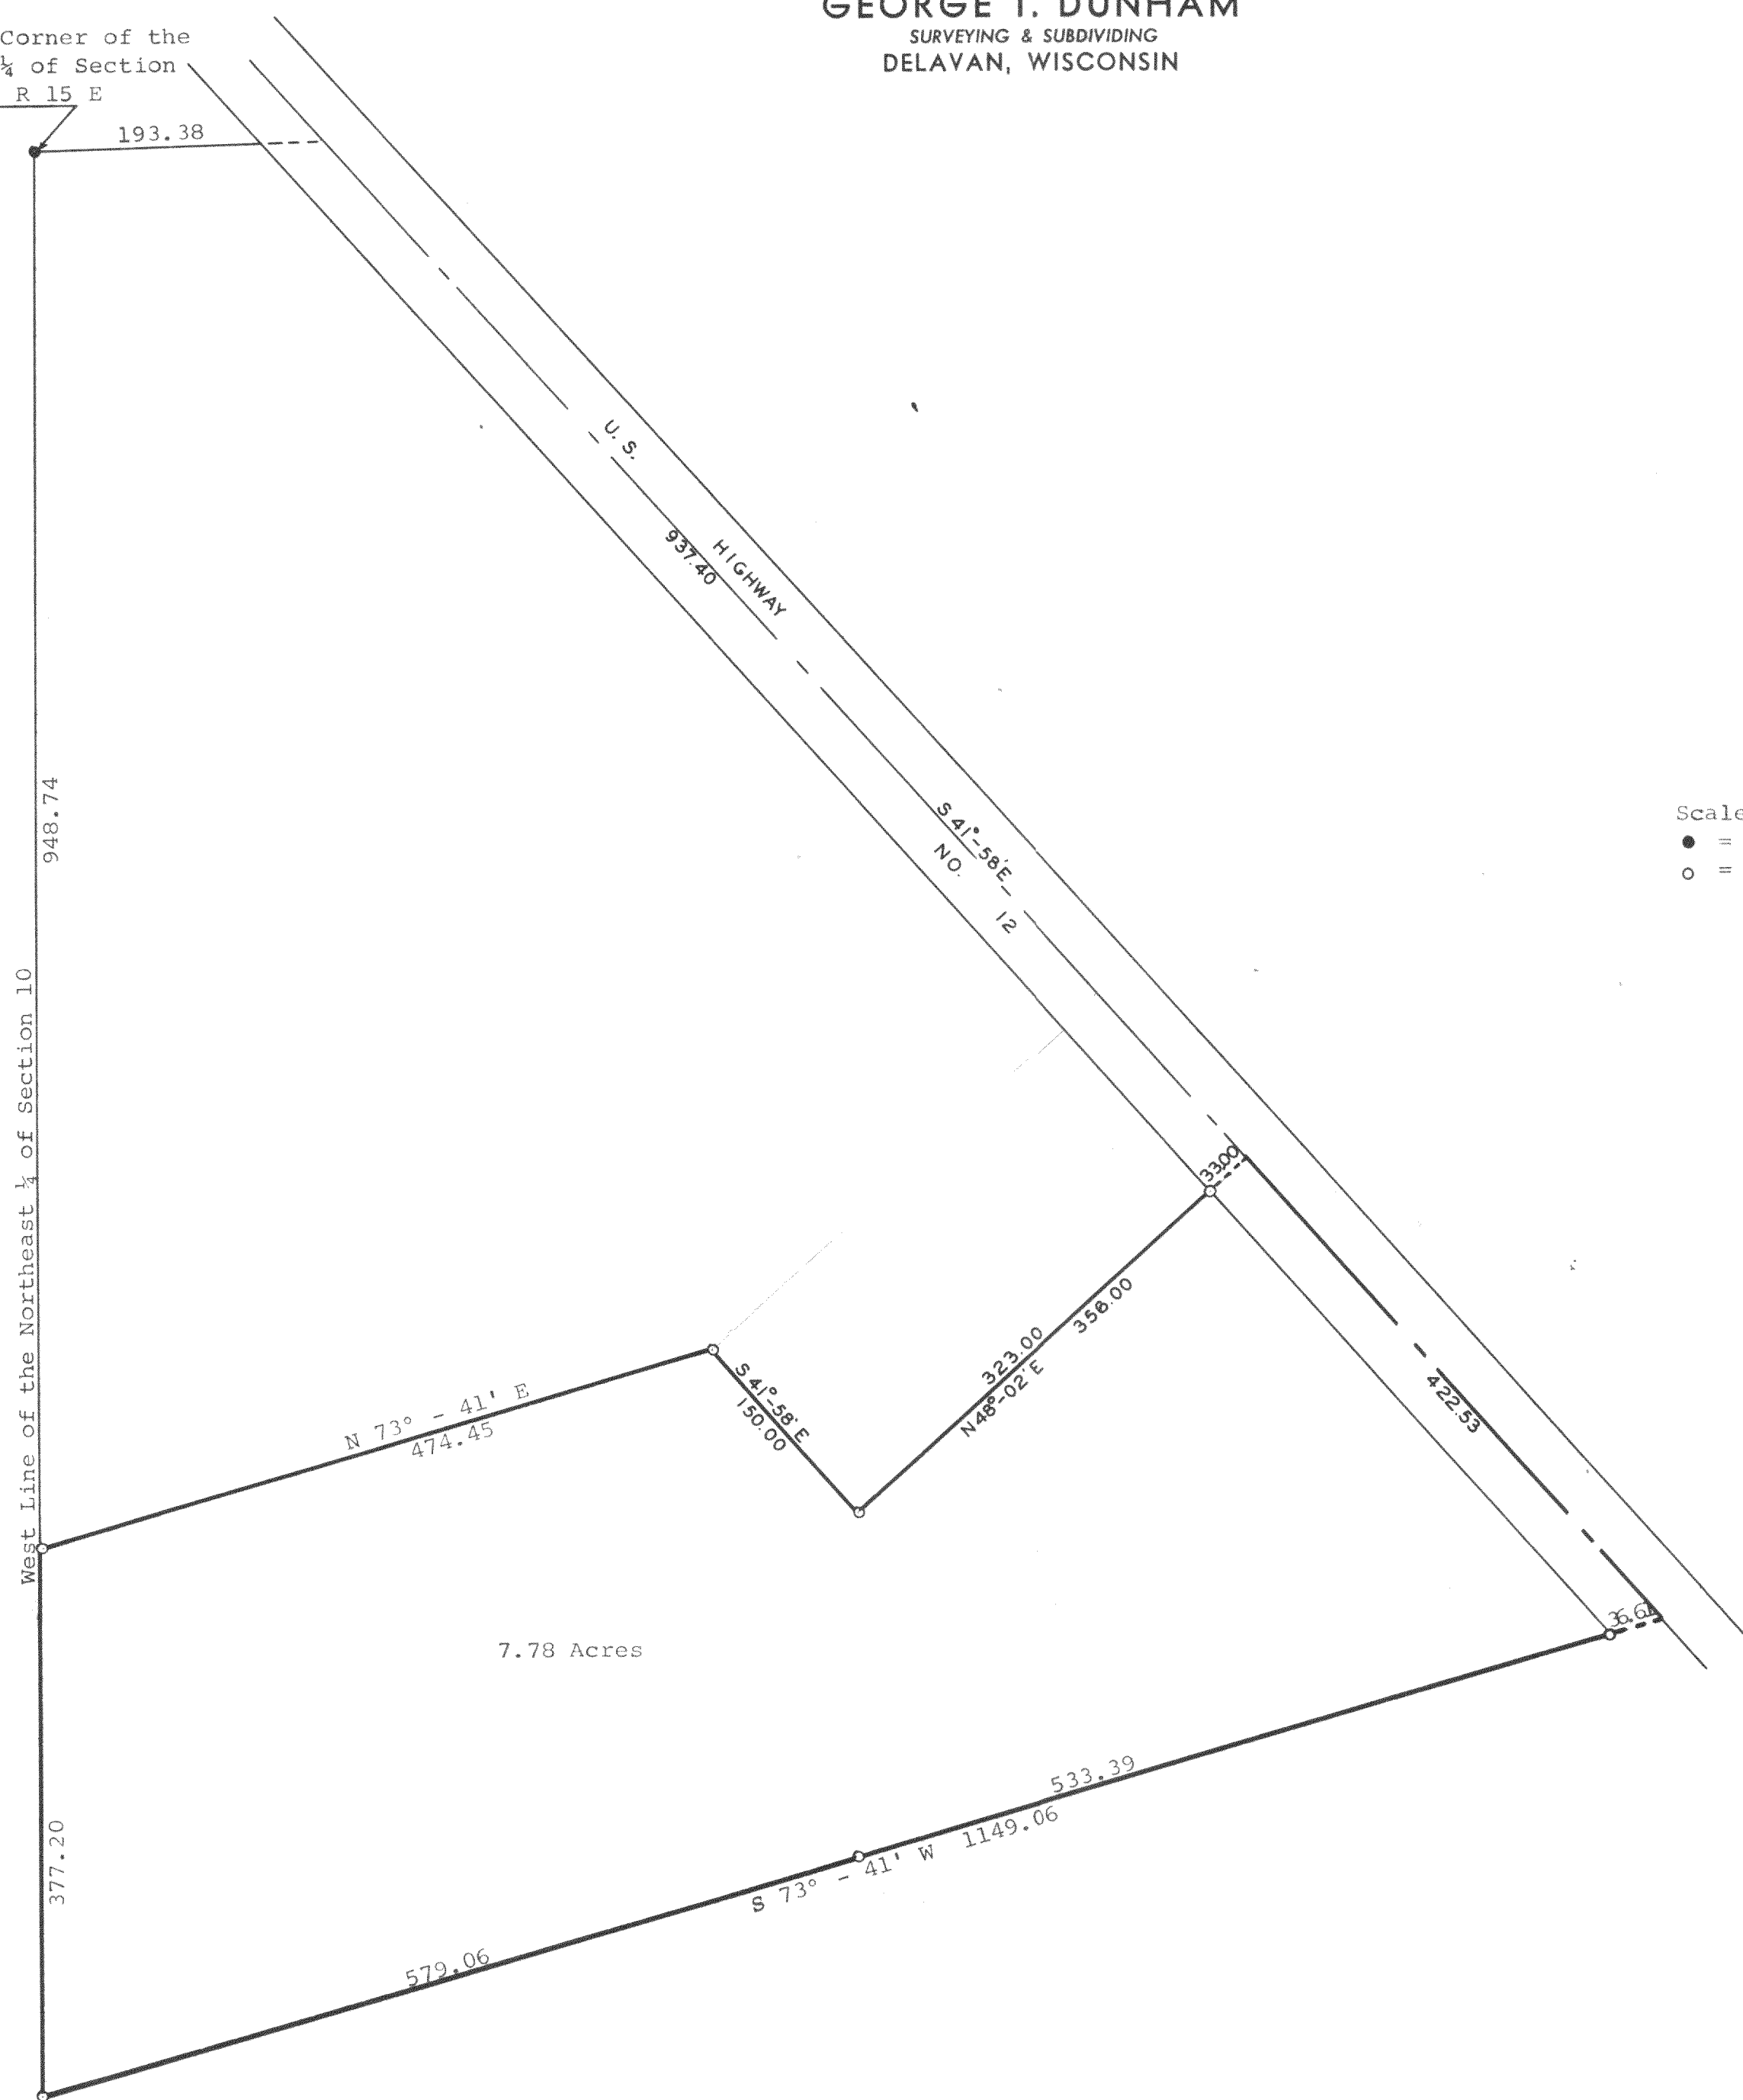 GEORGE T. DUNHAM
SURVEYING & SUBDIVIDING
DELAVAN, WISCONSIN
Corner of the
¼ of Section
R 15 E
193.38
U. S.
HIGHWAY
937.40
948.74
S 41°-58' E
NO. 12
Scale
● =
○ =
West Line of the Northeast ¼ of Section 10
33.00
323.00
356.00
N 48°-02' E
N 73° - 41' E
474.45
S 41°-58' E
150.00
422.53
36.61
7.78 Acres
533.39
S 73° - 41' W 1149.06
377.20
579.06